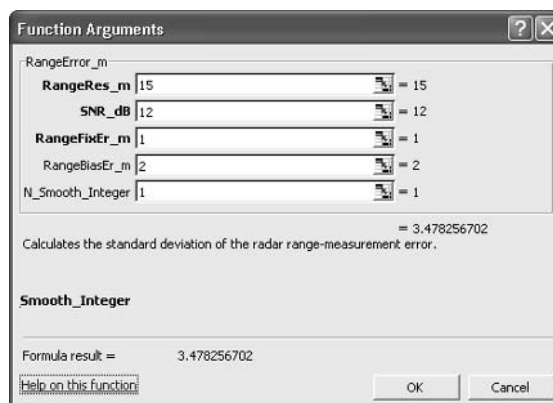 Function Arguments
RangeError_m
RangeRes_m 15 = 15
SNR_dB 12 = 12
RangeFixEr_m 1 = 1
RangeBiasEr_m 2 = 2
N_Smooth_Integer 1 = 1
= 3.478256702
Calculates the standard deviation of the radar range-measurement error.
Smooth_Integer
Formula result = 3.478256702
Help on this function OK Cancel